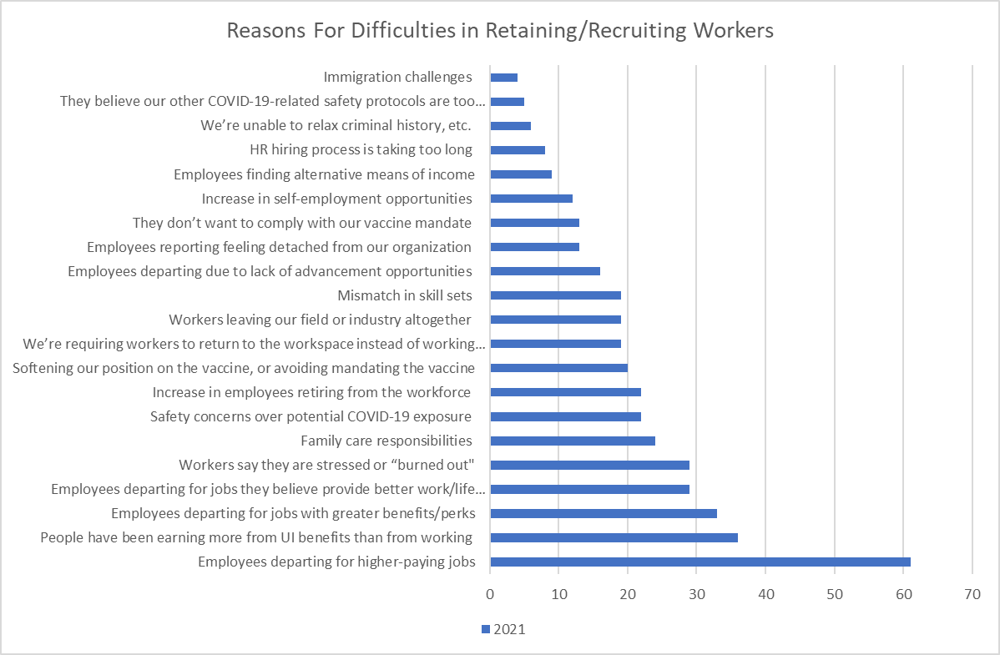 Reasons For Difficulties in Retaining/Recruiting Workers
Immigration challenges
They believe our other COVID-19-related safety protocols are too...
We’re unable to relax criminal history, etc.
HR hiring process is taking too long
Employees finding alternative means of income
Increase in self-employment opportunities
They don’t want to comply with our vaccine mandate
Employees reporting feeling detached from our organization
Employees departing due to lack of advancement opportunities
Mismatch in skill sets
Workers leaving our field or industry altogether
We’re requiring workers to return to the workspace instead of working...
Softening our position on the vaccine, or avoiding mandating the vaccine
Increase in employees retiring from the workforce
Safety concerns over potential COVID-19 exposure
Family care responsibilities
Workers say they are stressed or “burned out"
Employees departing for jobs they believe provide better work/life...
Employees departing for jobs with greater benefits/perks
People have been earning more from UI benefits than from working
Employees departing for higher-paying jobs
0 10 20 30 40 50 60 70
2021